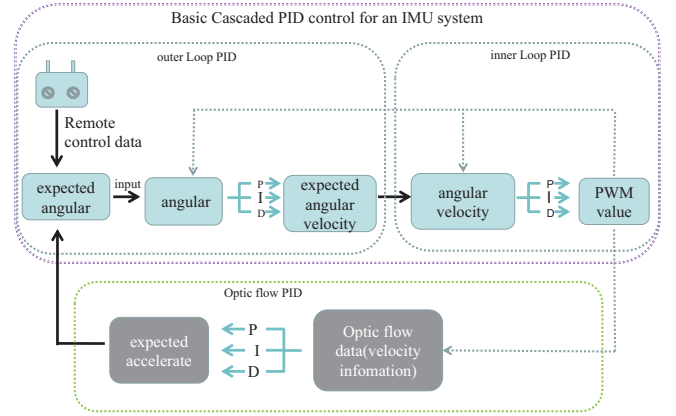 Basic Cascaded PID control for an IMU system
outer Loop PID
inner Loop PID
Remote
control data
expected
angular
input
angular
P
I
D
expected
angular
velocity
angular
velocity
P
I
D
PWM
value
Optic flow PID
expected
accelerate
P
I
D
Optic flow
data(velocity
infomation)